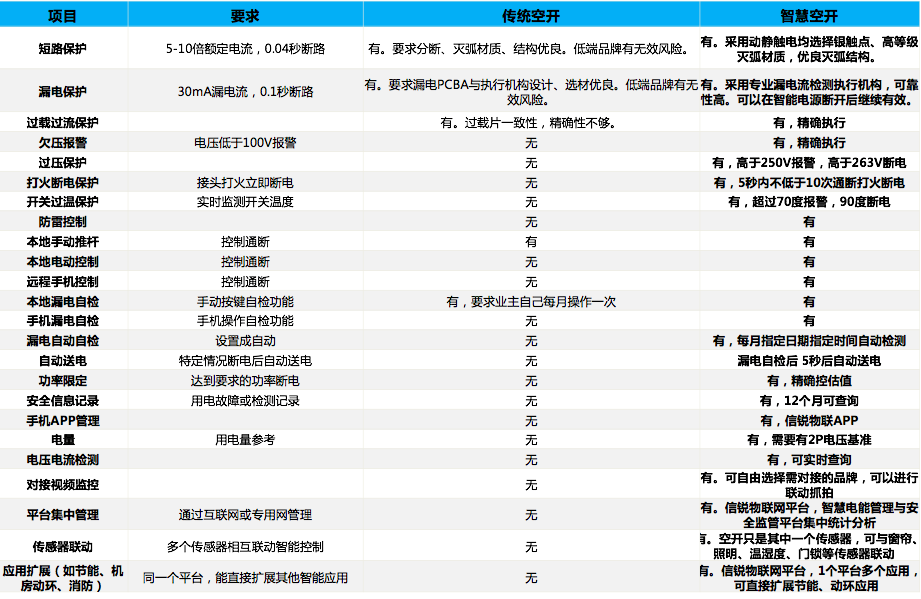 项目 要求 传统空开 智慧空开
短路保护 5-10倍额定电流，0.04秒断路 有。要求分断、灭弧材质、结构优良。低端品牌有无效风险。 有。采用动静触电均选择银触点、高等级
灭弧材质，优良灭弧结构。
漏电保护 30mA漏电流，0.1秒断路 有。要求漏电PCBA与执行机构设计、选材优良。低端品牌有无 有。采用专业漏电流检测执行机构，可靠
效风险。 性高。可以在智能电源断开后继续有效。
过载过流保护 有。过载片一致性，精确性不够。 有，精确执行
欠压报警 电压低于100V报警 无 有，精确执行
过压保护 无 有，高于250V报警，高于263V断电
打火断电保护 接头打火立即断电 无 有，5秒内不低于10次通断打火断电
开关过温保护 实时监测开关温度 无 有，超过70度报警，90度断电
防雷控制 无 有
本地手动推杆 控制通断 有 有
本地电动控制 控制通断 无 有
远程手机控制 控制通断 无 有
本地漏电自检 手动按键自检功能 有，要求业主自己每月操作一次 有
手机漏电自检 手机操作自检功能 无 有
漏电自动自检 设置成自动 无 有，每月指定日期指定时间自动检测
自动送电 特定情况断电后自动送电 无 漏电自检后 5秒后自动送电
功率限定 达到要求的功率断电 无 有，精确控估值
安全信息记录 用电故障或检测记录 无 有，12个月可查询
手机APP管理 无 有，信锐物联APP
电量 用电量参考 无 有，需要有2P电压基准
电压电流检测 无 有，可实时查询
对接视频监控 无 有。可自由选择需对接的品牌，可以进行
联动抓拍
平台集中管理 通过互联网或专用网管理 无 有。信锐物联网平台，智慧电能管理与安
全监管平台集中统计分析
传感器联动 多个传感器相互联动智能控制 无 有。空开只是其中一个传感器，可与窗帘、
照明、温湿度、门锁等传感器联动
应用扩展（如节能、机 同一个平台，能直接扩展其他智能应用 无 有。信锐物联网平台，1个平台多个应用，
房动环、消防） 可直接扩展节能、动环应用